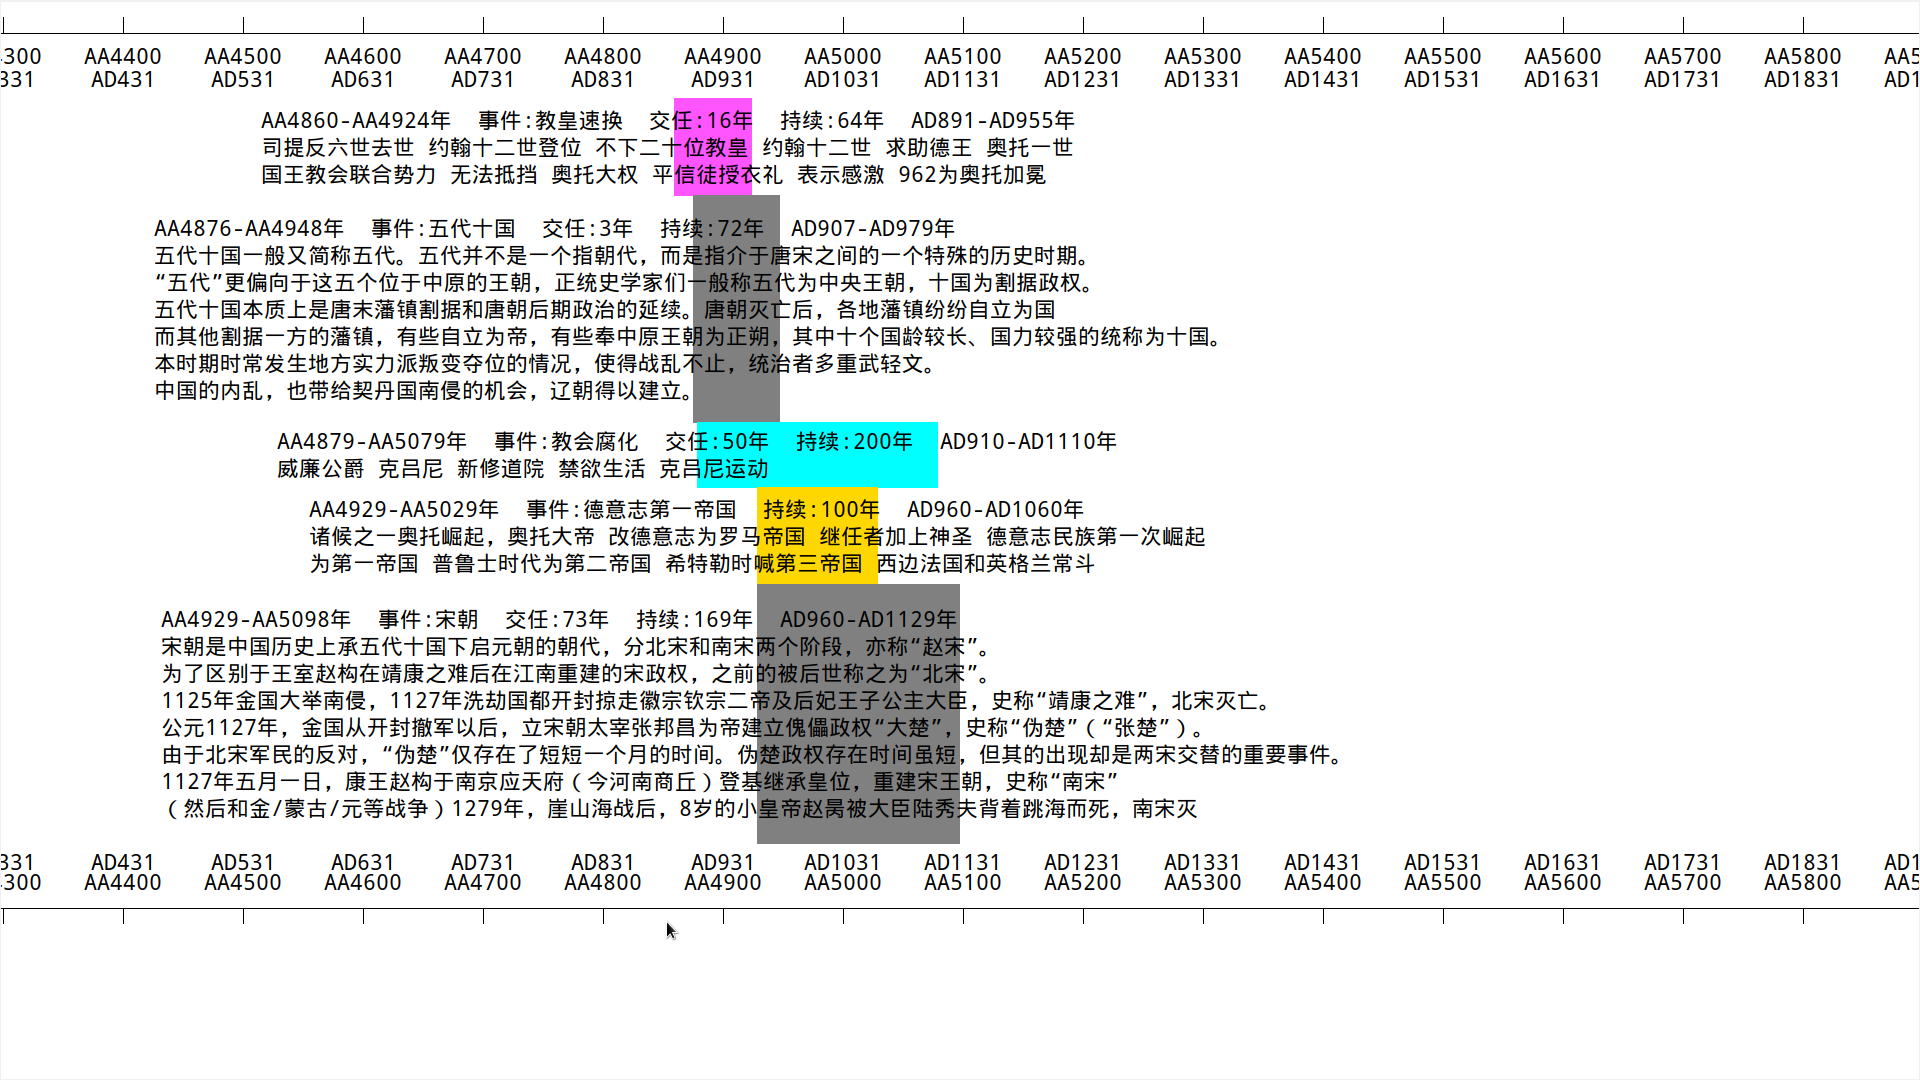 300 AA4400 AA4500 AA4600 AA4700 AA4800 AA4900 AA5000 AA5100 AA5200 AA5300 AA5400 AA5500 AA5600 AA5700 AA5800 AA5
331 AD431 AD531 AD631 AD731 AD831 AD931 AD1031 AD1131 AD1231 AD1331 AD1431 AD1531 AD1631 AD1731 AD1831 AD1
AA4860-AA4924年 事件:教皇速换 交任:16年 持续:64年 AD891-AD955年
司提反六世去世 约翰十二世登位 不下二十位教皇 约翰十二世 求助德王 奥托一世
国王教会联合势力 无法抵挡 奥托大权 平信徒授衣礼 表示感激 962为奥托加冕
AA4876-AA4948年 事件:五代十国 交任:3年 持续:72年 AD907-AD979年
五代十国一般又简称五代。五代并不是一个指朝代，而是指介于唐宋之间的一个特殊的历史时期。
“五代”更偏向于这五个位于中原的王朝，正统史学家们一般称五代为中央王朝，十国为割据政权。
五代十国本质上是唐末藩镇割据和唐朝后期政治的延续。唐朝灭亡后，各地藩镇纷纷自立为国
而其他割据一方的藩镇，有些自立为帝，有些奉中原王朝为正朔，其中十个国龄较长、国力较强的统称为十国。
本时期时常发生地方实力派叛变夺位的情况，使得战乱不止，统治者多重武轻文。
中国的内乱，也带给契丹国南侵的机会，辽朝得以建立。
AA4879-AA5079年 事件:教会腐化 交任:50年 持续:200年 AD910-AD1110年
威廉公爵 克吕尼 新修道院 禁欲生活 克吕尼运动
AA4929-AA5029年 事件:德意志第一帝国 持续:100年 AD960-AD1060年
诸候之一奥托崛起，奥托大帝 改德意志为罗马帝国 继任者加上神圣 德意志民族第一次崛起
为第一帝国 普鲁士时代为第二帝国 希特勒时喊第三帝国 西边法国和英格兰常斗
AA4929-AA5098年 事件:宋朝 交任:73年 持续:169年 AD960-AD1129年
宋朝是中国历史上承五代十国下启元朝的朝代，分北宋和南宋两个阶段，亦称“赵宋”。
为了区别于王室赵构在靖康之难后在江南重建的宋政权，之前的被后世称之为“北宋”。
1125年金国大举南侵，1127年洗劫国都开封掠走徽宗钦宗二帝及后妃王子公主大臣，史称“靖康之难”，北宋灭亡。
公元1127年，金国从开封撤军以后，立宋朝太宰张邦昌为帝建立傀儡政权“大楚”，史称“伪楚”（“张楚”）。
由于北宋军民的反对，“伪楚”仅存在了短短一个月的时间。伪楚政权存在时间虽短，但其的出现却是两宋交替的重要事件。
1127年五月一日，康王赵构于南京应天府（今河南商丘）登基继承皇位，重建宋王朝，史称“南宋”
（然后和金/蒙古/元等战争）1279年，崖山海战后，8岁的小皇帝赵昺被大臣陆秀夫背着跳海而死，南宋灭
331 AD431 AD531 AD631 AD731 AD831 AD931 AD1031 AD1131 AD1231 AD1331 AD1431 AD1531 AD1631 AD1731 AD1831 AD1
300 AA4400 AA4500 AA4600 AA4700 AA4800 AA4900 AA5000 AA5100 AA5200 AA5300 AA5400 AA5500 AA5600 AA5700 AA5800 AA5